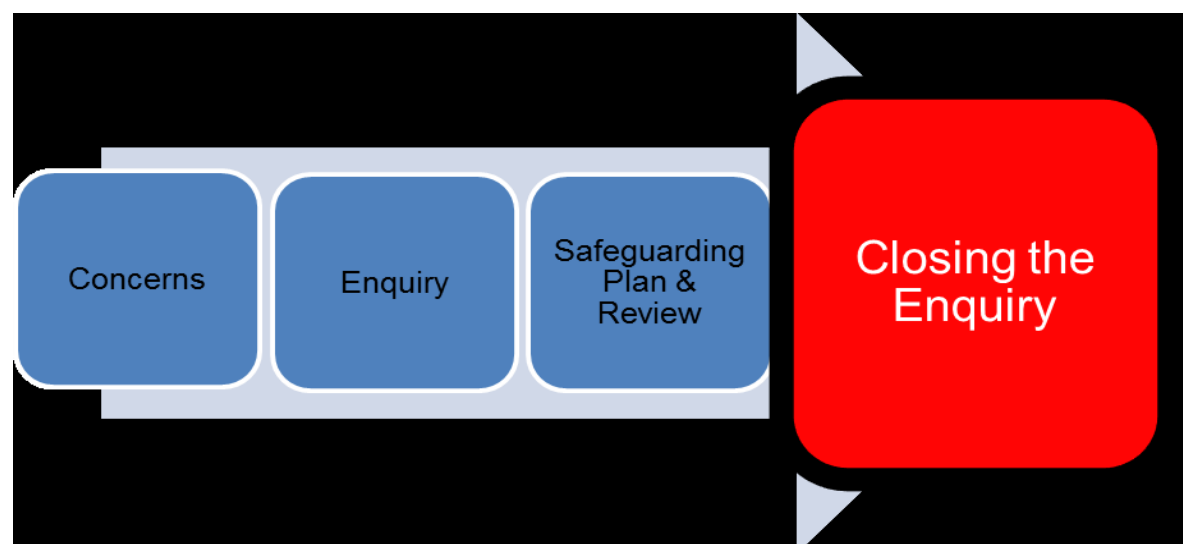 Concerns
Enquiry
Safeguarding
Plan &
Review
Closing the
Enquiry